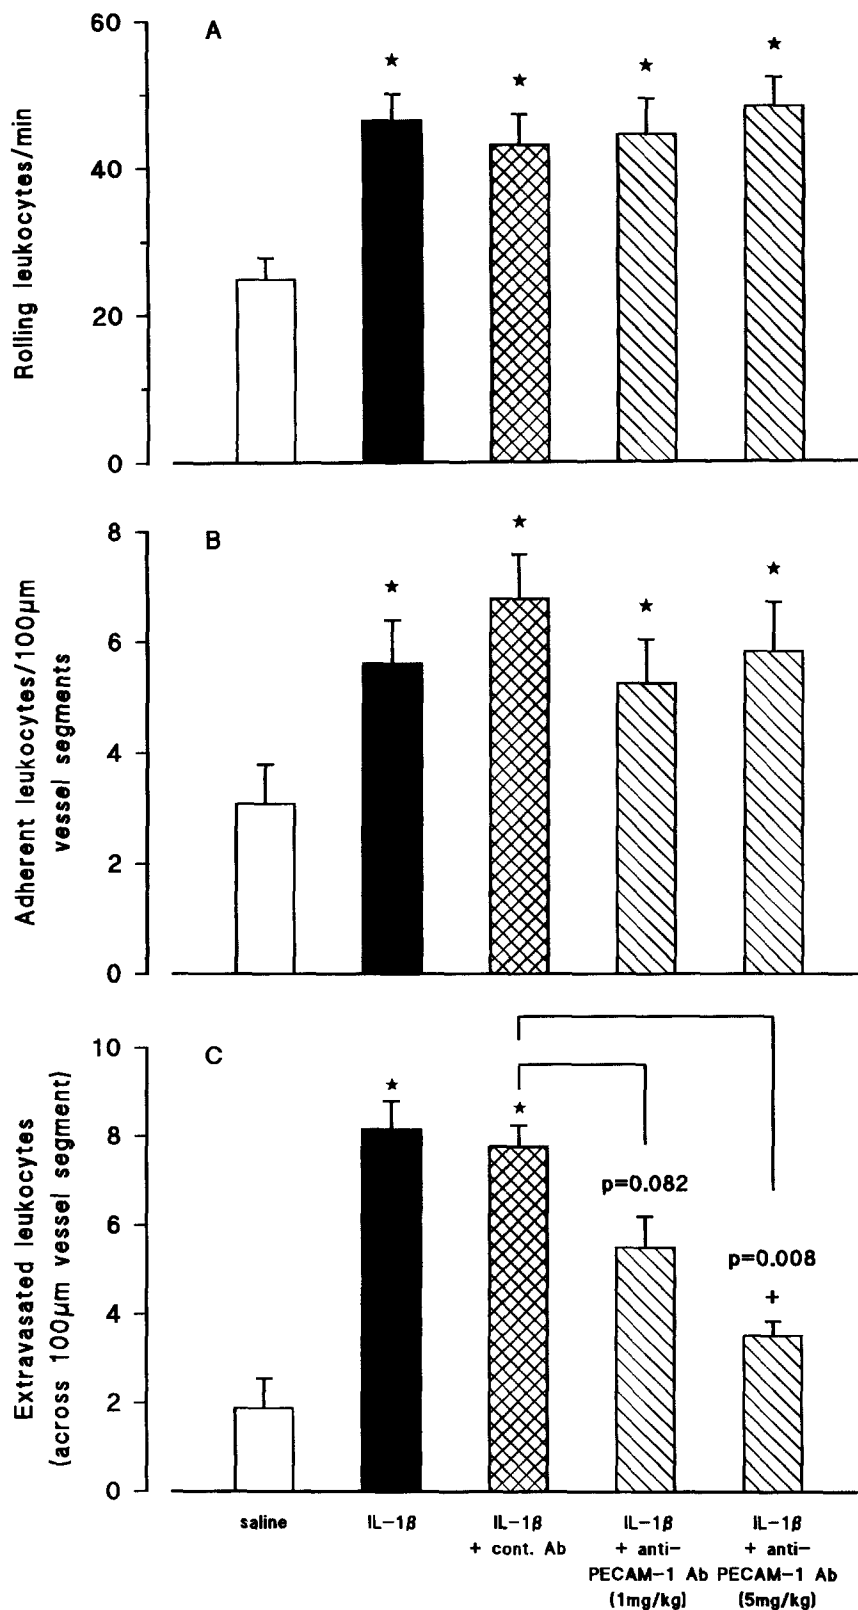 A
Rolling leukocytes/min
60
40
20
0
★ ★ ★ ★
B
Adherent leukocytes/100µm
vessel segments
8
6
4
2
0
★ ★ ★ ★
C
Extravasated leukocytes
(across 100µm vessel segment)
10
8
6
4
2
0
★ ★
p=0.082
p=0.008
+
saline
IL-1β
IL-1β
+ cont. Ab
IL-1β
+ anti-
PECAM-1 Ab
(1mg/kg)
IL-1β
+ anti-
PECAM-1 Ab
(5mg/kg)